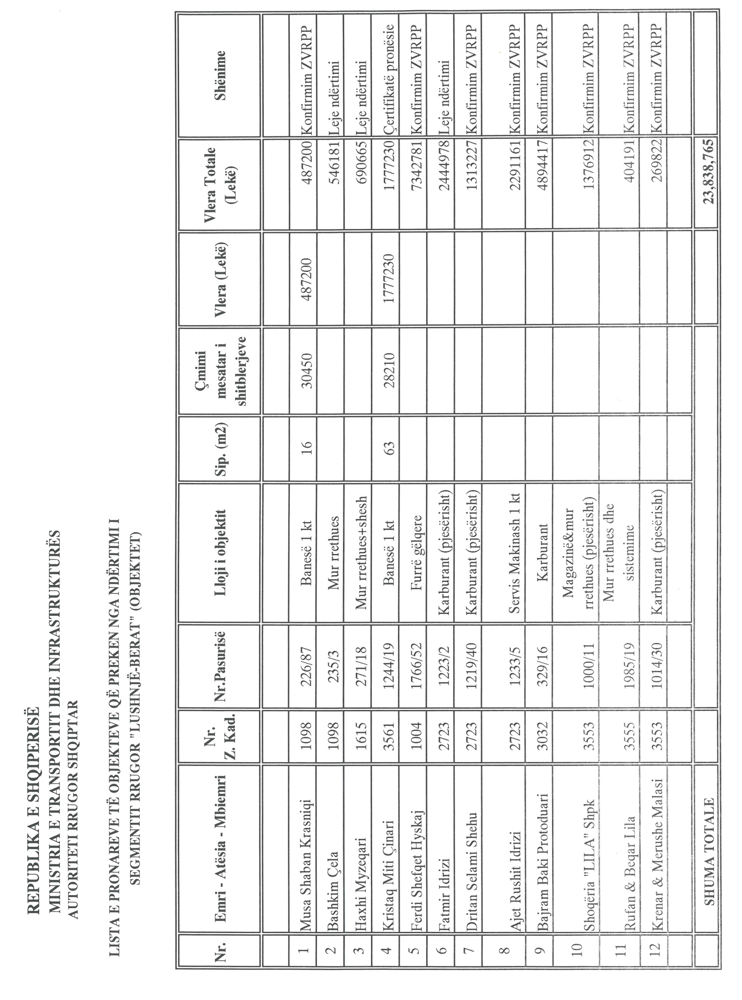 REPUBLIKA E SHQIPERISË
MINISTRIA E TRANSPORTIT DHE INFRASTRUKTURËS
AUTORITETI RRUGOR SHQIPTAR
LISTA E PRONAREVE TË OBJEKTEVE QË PREKEN NGA NDËRTIMI I
SEGMENTIT RRUGOR "LUSHNJË-BERAT" (OBJEKTET)
Nr. Emri - Atësia - Mbiemri Nr. Z. Kad. Nr.Pasurisë Lloji i objektit Sip. (m2) Çmimi mesatar i shitblerjeve Vlera (Lekë) Vlera Totale (Lekë) Shënime
1 Musa Shaban Krasniqi 1098 226/87 Banesë 1 kt 16 30450 487200 487200 Konfirmim ZVRPP
2 Bashkim Çela 1098 235/3 Mur rrethues 546181 Leje ndërtimi
3 Haxhi Myzeqari 1615 271/18 Mur rrethues+shesh 690665 Leje ndërtimi
4 Kristaq Miti Çinari 3561 1244/19 Banesë 1 kt 63 28210 1777230 1777230 Çertifikatë pronësie
5 Ferdi Shefqet Hyskaj 1004 1766/52 Furrë gëlqere 7342781 Konfirmim ZVRPP
6 Fatmir Idrizi 2723 1223/2 Karburant (pjesërisht) 2444978 Leje ndërtimi
7 Dritan Selami Shehu 2723 1219/40 Karburant (pjesërisht) 1313227 Konfirmim ZVRPP
8 Ajet Rushit Idrizi 2723 1233/5 Servis Makinash 1 kt 2291161 Konfirmim ZVRPP
9 Bajram Baki Protoduari 3032 329/16 Karburant 4894417 Konfirmim ZVRPP
10 Shoqëria "LILA" Shpk 3553 1000/11 Magazinë&mur rrethues (pjesërisht) 1376912 Konfirmim ZVRPP
11 Rufan & Beqar Lila 3555 1985/19 Mur rrethues dhe sistemime 404191 Konfirmim ZVRPP
12 Krenar & Merushe Malasi 3553 1014/30 Karburant (pjesërisht) 269822 Konfirmim ZVRPP
SHUMA TOTALE 23,838,765